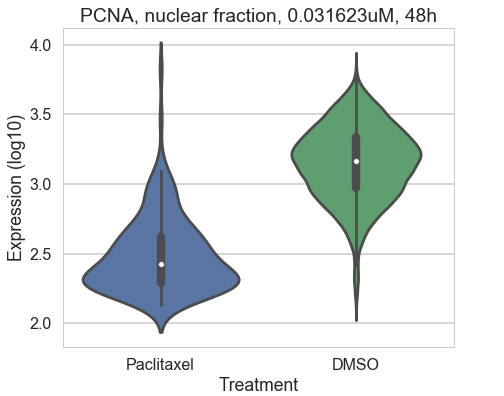 PCNA, nuclear fraction, 0.031623uM, 48h
4.0
3.5
3.0
2.5
2.0
Expression (log10)
Paclitaxel DMSO
Treatment